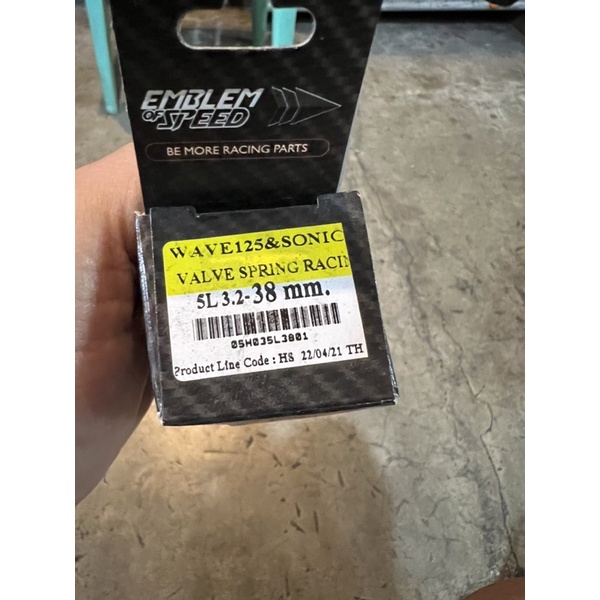 EMBLEM
OF SPEED
BE MORE RACING PARTS
WAVE125&SONIC
VALVE SPRING RACIN
5L 3.2-38 mm.
05H035L3801
Product Line Code : H8 22/04/21 TH